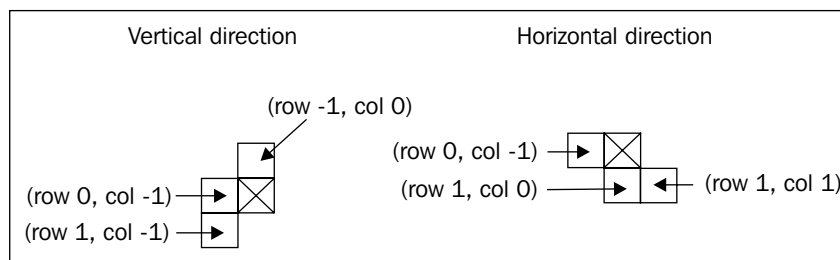 Vertical direction
(row -1, col 0)
(row 0, col -1)
(row 1, col -1)
Horizontal direction
(row 0, col -1)
(row 1, col 0)
(row 1, col 1)